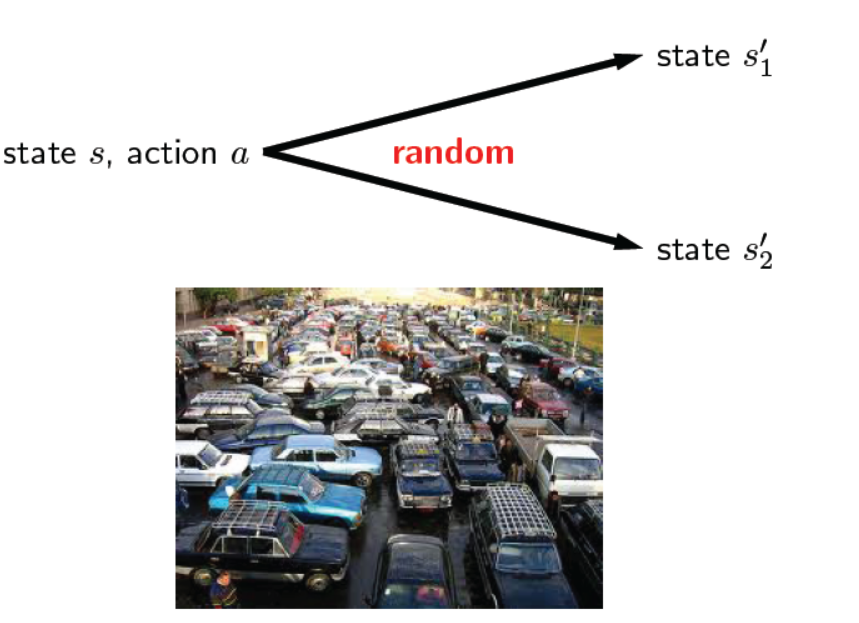 state s′₁
state s, action a
random
state s′₂